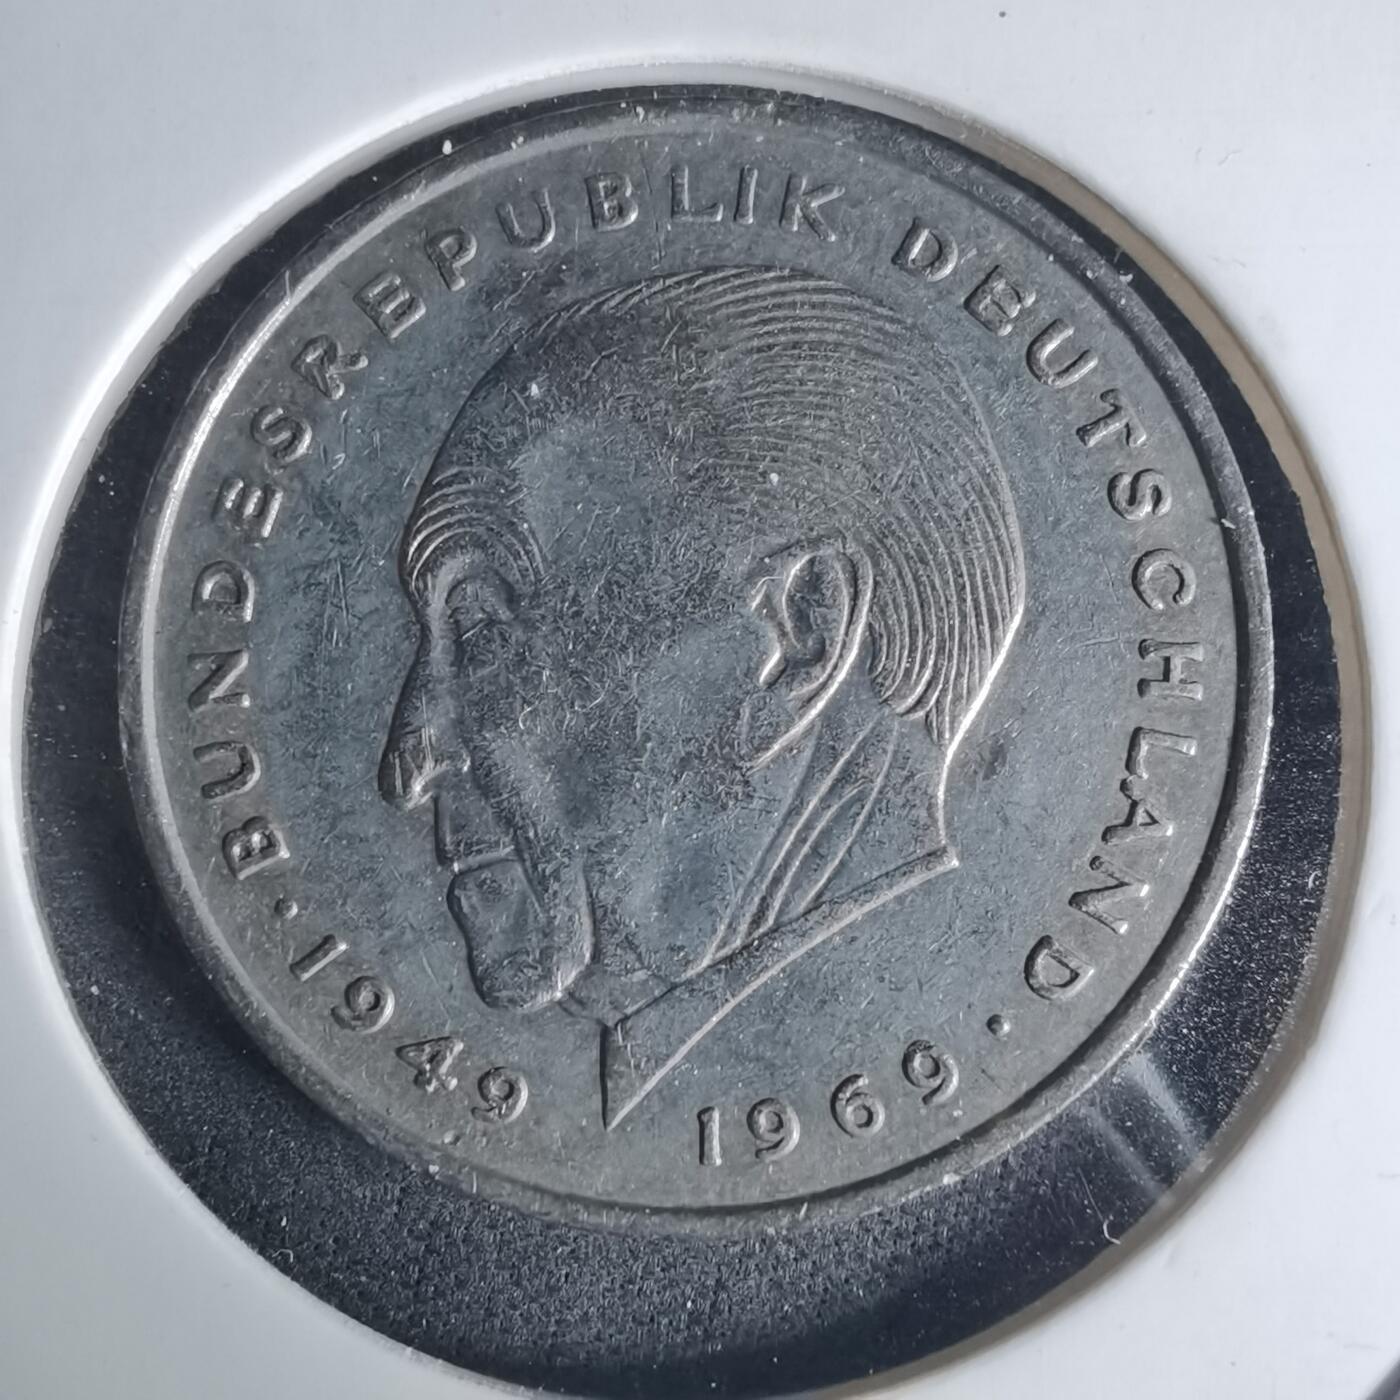 · BUNDESREPUBLIK DEUTSCHLAND ·
1949 1969